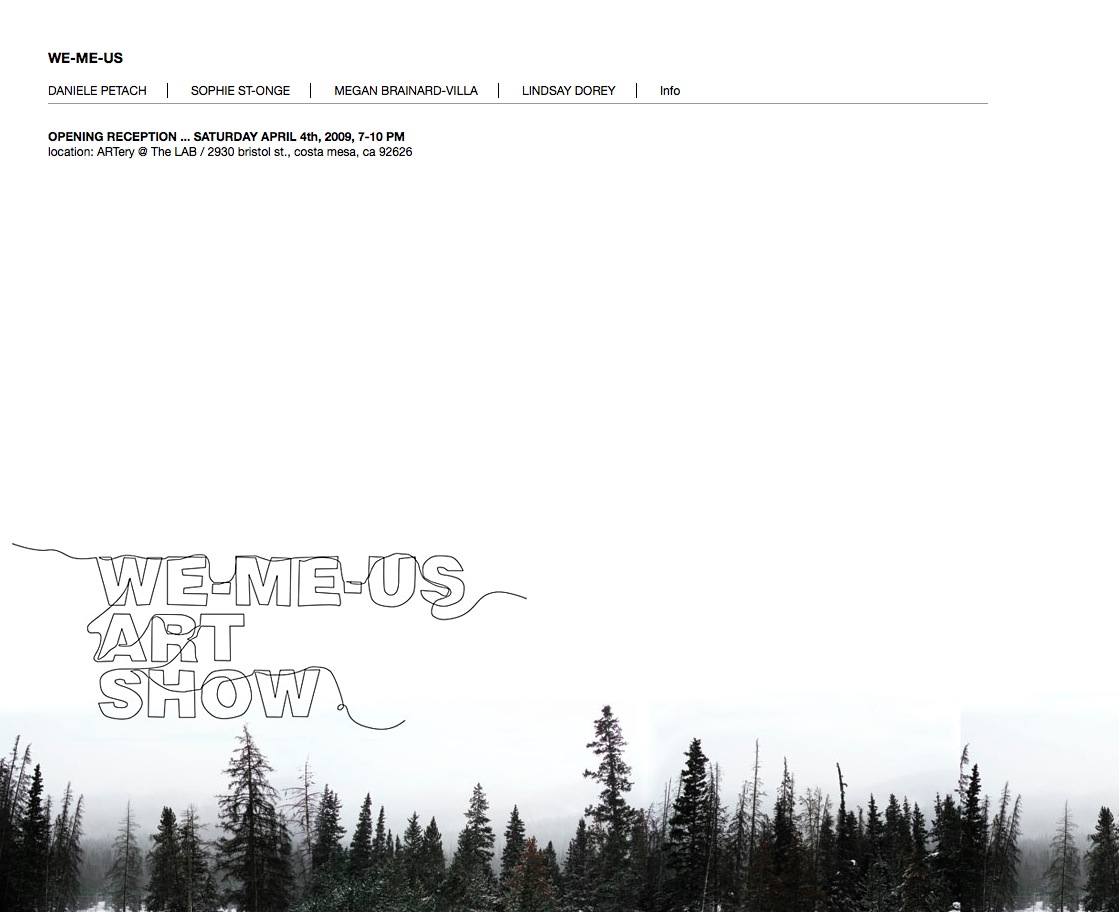 WE-ME-US
DANIELE PETACH | SOPHIE ST-ONGE | MEGAN BRAINARD-VILLA | LINDSAY DOREY | Info
OPENING RECEPTION ... SATURDAY APRIL 4th, 2009, 7-10 PM
location: ARTery @ The LAB / 2930 bristol st., costa mesa, ca 92626
WE-ME-US
ART
SHOW